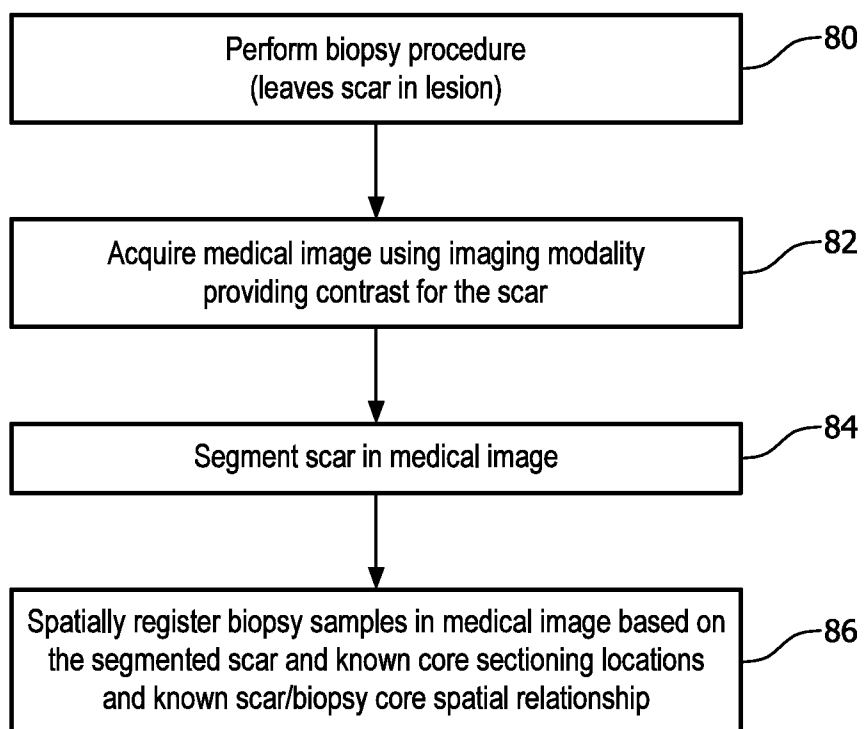 Perform biopsy procedure
(leaves scar in lesion)
80
Acquire medical image using imaging modality
providing contrast for the scar
82
Segment scar in medical image
84
Spatially register biopsy samples in medical image based on
the segmented scar and known core sectioning locations
and known scar/biopsy core spatial relationship
86